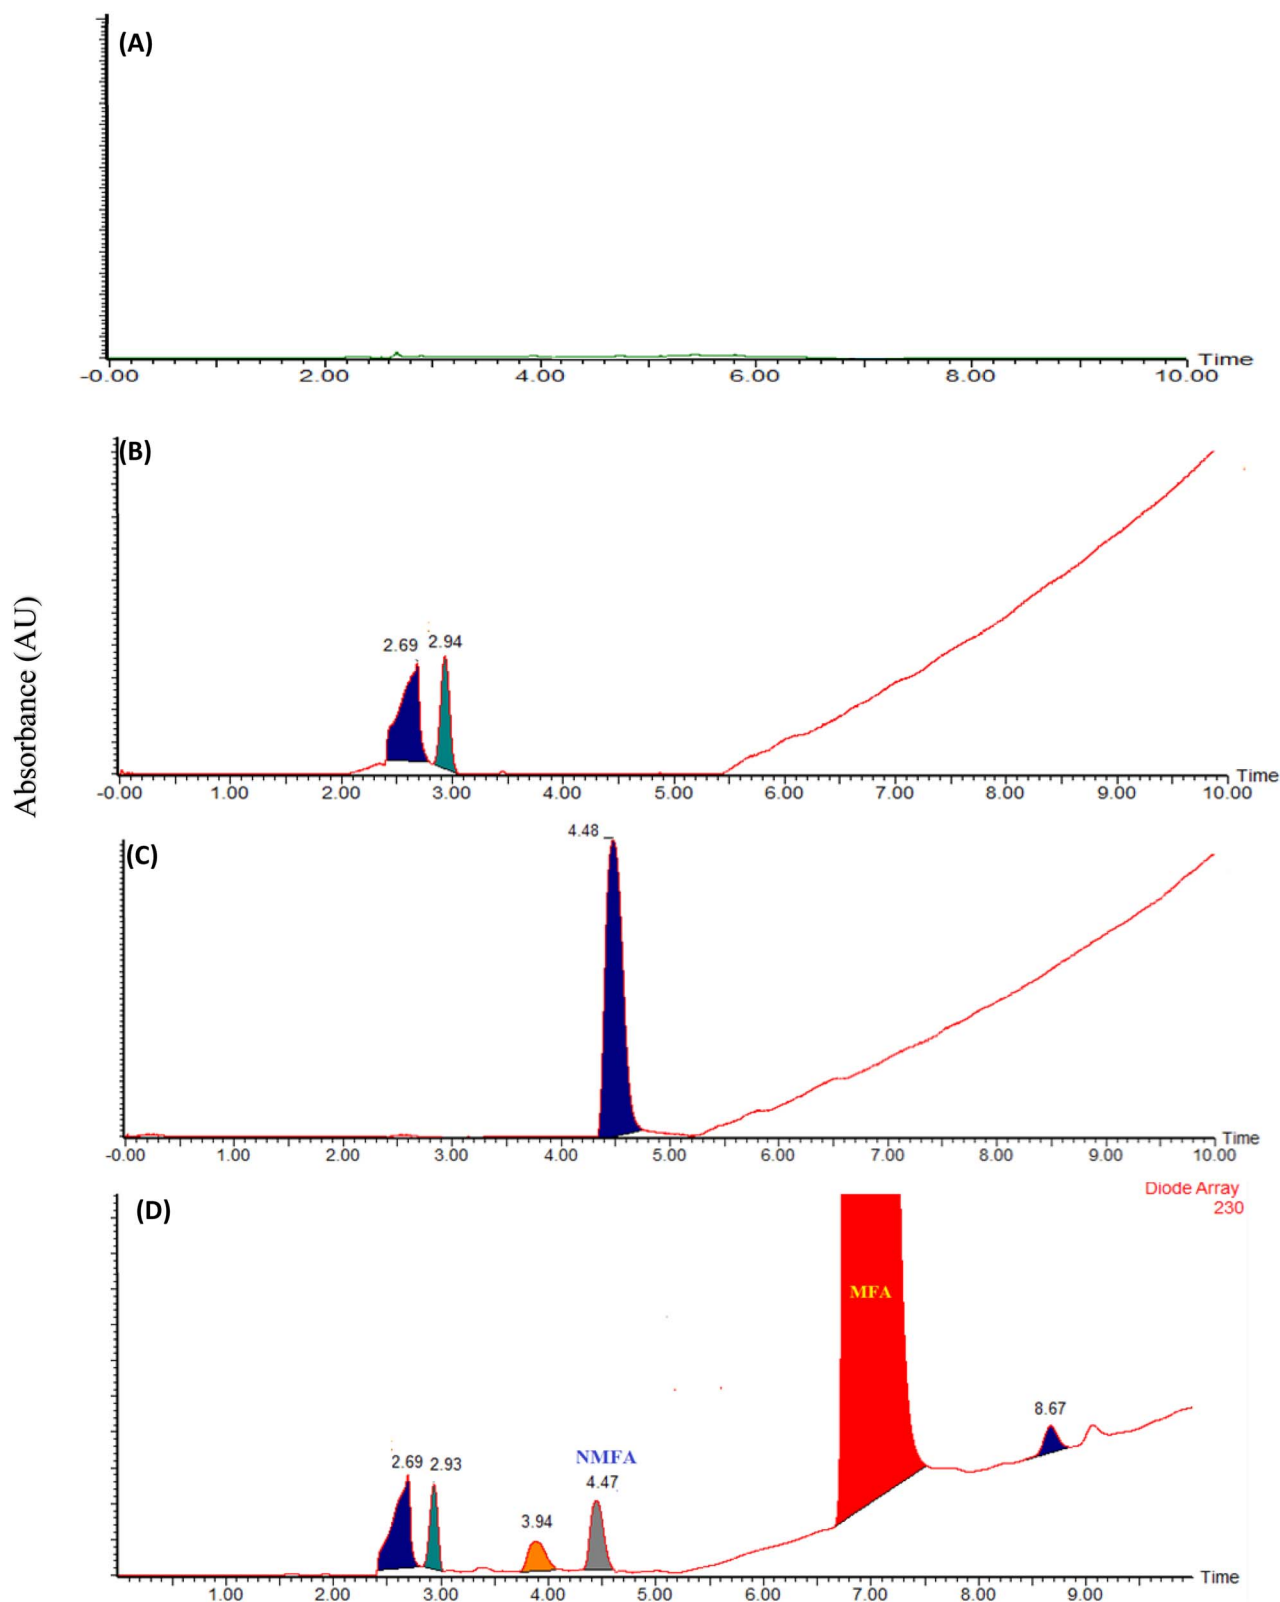 Absorbance (AU)
(A)
Time
-0.00 2.00 4.00 6.00 8.00 10.00
(B)
2.69 2.94
Time
-0.00 1.00 2.00 3.00 4.00 5.00 6.00 7.00 8.00 9.00 10.00
4.48
(C)
Time
-0.00 1.00 2.00 3.00 4.00 5.00 6.00 7.00 8.00 9.00 10.00
Diode Array
230
(D)
MFA
8.67
NMFA
2.69 2.93
4.47
3.94
Time
1.00 2.00 3.00 4.00 5.00 6.00 7.00 8.00 9.00